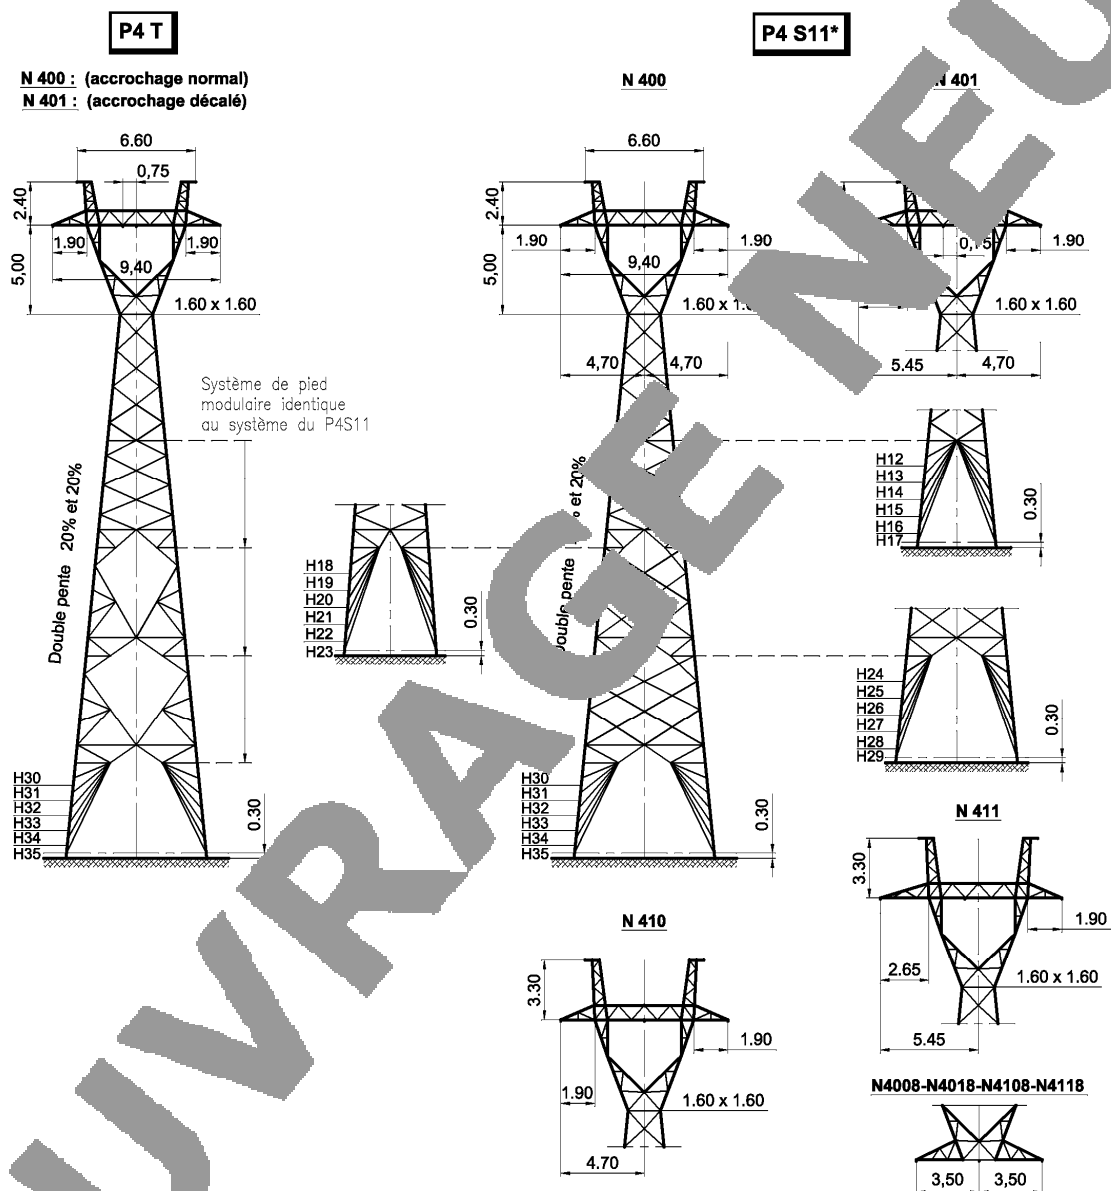 P4 T
P4 S11*
N 400 : (accrochage normal)
N 401 : (accrochage décalé)
N 400
N 401
6.60
0,75
2.40
1.90
1.90
5,00
9,40
1.60 x 1.60
6.60
2.40
1.90
1.90
5,00
9,40
1.60 x
4,70
4,70
1.90
1.60 x 1.60
5.45
4,70
Système de pied
modulaire identique
au système du P4S11
Double pente 20% et 20%
H18
H19
H20
H21
H22
H23
0.30
Double pente et 20%
H12
H13
H14
H15
H16
H17
0.30
H24
H25
H26
H27
H28
H29
0.30
H30
H31
H32
H33
H34
H35
0.30
H30
H31
H32
H33
H34
H35
0.30
N 411
3.30
1.90
2.65
1.60 x 1.60
5.45
N 410
3.30
1.90
1.90
1.60 x 1.60
4.70
N4008-N4018-N4108-N4118
3,50
3,50
UVRAGE NEU